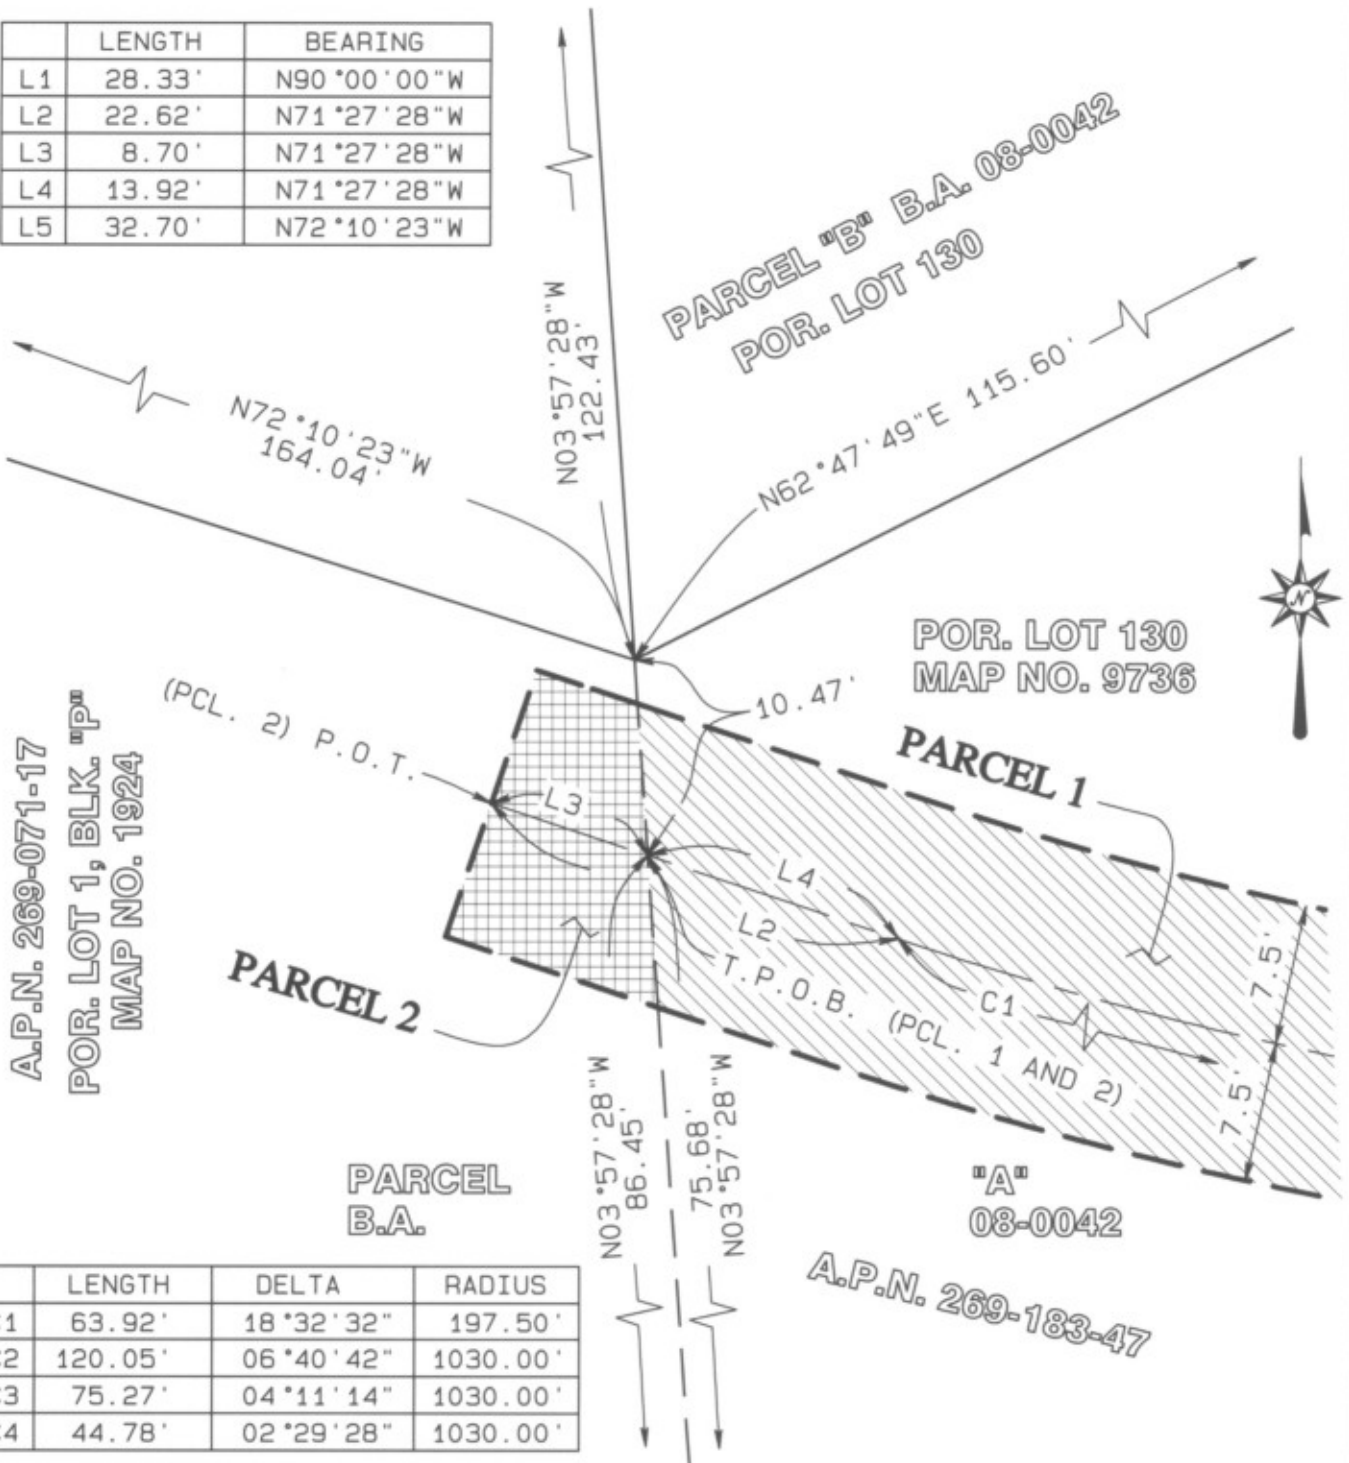 LENGTH BEARING
L1 28.33' N90°00'00"W
L2 22.62' N71°27'28"W
L3 8.70' N71°27'28"W
L4 13.92' N71°27'28"W
L5 32.70' N72°10'23"W
PARCEL "B" B.A. 08-0042
POR. LOT 130
N03°57'28"W
122.43'
N72°10'23"W
164.04'
N62°47'49"E 115.60'
N
POR. LOT 130
MAP NO. 9736
10.47'
(PCL. 2) P.O.T.
PARCEL 1
A.P.N. 269-071-17
POR. LOT 1, BLK. "P"
MAP NO. 1924
L3
L4
L2
PARCEL 2
T.P.O.B. (PCL. 1 AND 2)
C1
7.5'
7.5'
N03°57'28"W
86.45'
75.68'
N03°57'28"W
PARCEL
B.A.
"A"
08-0042
A.P.N. 269-183-47
LENGTH DELTA RADIUS
1 63.92' 18°32'32" 197.50'
2 120.05' 06°40'42" 1030.00'
3 75.27' 04°11'14" 1030.00'
4 44.78' 02°29'28" 1030.00'